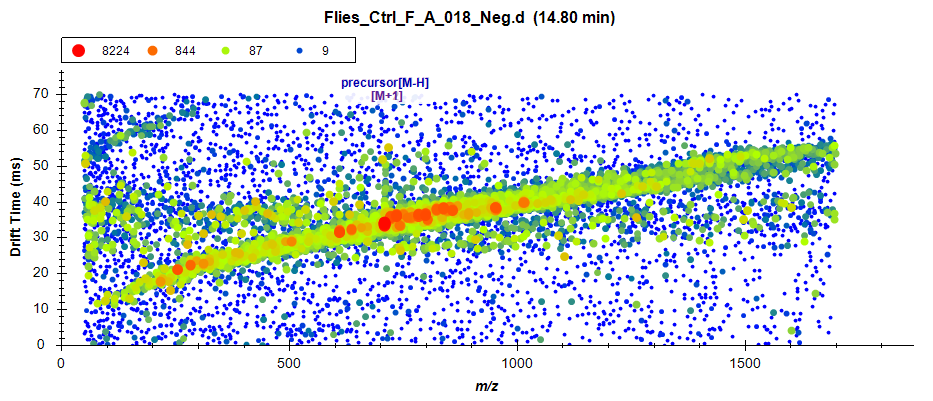 Flies_Ctrl_F_A_018_Neg.d (14.80 min)
8224 844 87 9
precursor[M-H]
[M+1]
70
60
50
40
30
20
10
0
Drift Time (ms)
0 500 1000 1500
m/z